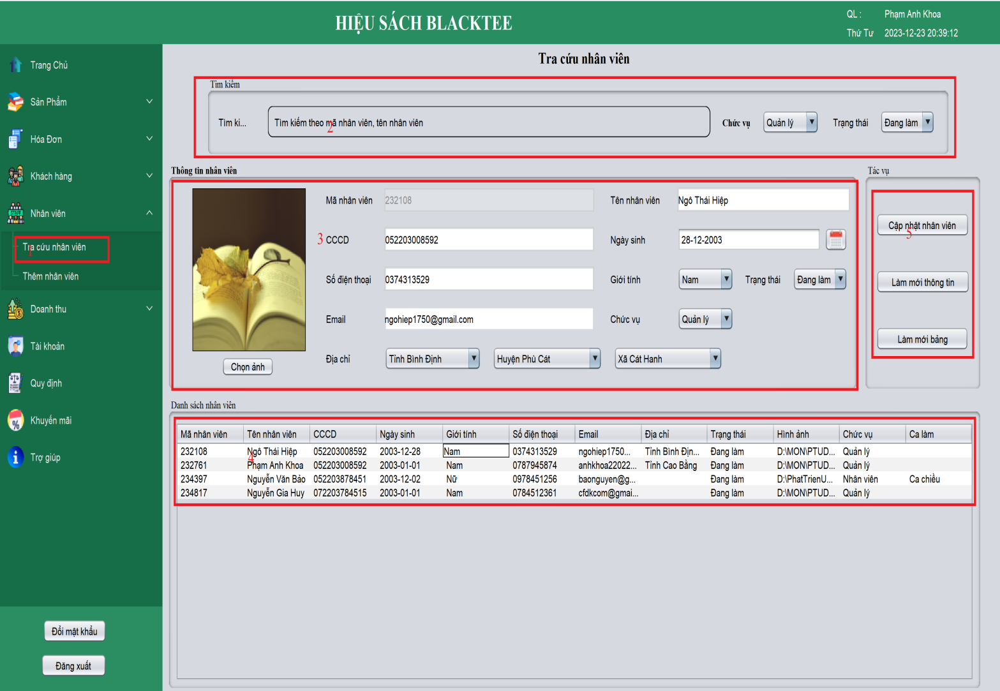 HIỆU SÁCH BLACKTEE
QL : Phạm Anh Khoa
Thứ Tư 2023-12-23 20:39:12
Trang Chủ
Sản Phẩm
Hóa Đơn
Khách hàng
Nhân viên
Tra cứu nhân viên
1
Thêm nhân viên
Doanh thu
Tài khoản
Quy định
Khuyến mãi
Trợ giúp
Đổi mật khẩu
Đăng xuất
Tra cứu nhân viên
Tìm kiếm
Tìm ki... Tìm kiếm theo mã nhân viên, tên nhân viên Chức vụ Quản lý Trạng thái Đang làm
2
Thông tin nhân viên
Mã nhân viên 232108 Tên nhân viên Ngô Thái Hiệp
3 CCCD 052203008592 Ngày sinh 28-12-2003
Số điện thoại 0374313529 Giới tính Nam Trạng thái Đang làm
Email ngohiep1750@gmail.com Chức vụ Quản lý
Địa chỉ Tỉnh Bình Định Huyện Phù Cát Xã Cát Hanh
Chọn ảnh
Tác vụ
Cập nhật nhân viên
5
Làm mới thông tin
Làm mới bảng
Danh sách nhân viên
Mã nhân viên Tên nhân viên CCCD Ngày sinh Giới tính Số điện thoại Email Địa chỉ Trạng thái Hình ảnh Chức vụ Ca làm
232108 Ngô Thái Hiệp 052203008592 2003-12-28 Nam 0374313529 ngohiep1750... Tỉnh Bình Địn... Đang làm D:\MON\PTUD... Quản lý
4
232761 Phạm Anh Khoa 052203008592 2003-01-01 Nam 0787945874 anhkhoa22022... Tỉnh Cao Bằng Đang làm D:\MON\PTUD... Quản lý
234397 Nguyễn Văn Bảo 052203878451 2003-12-02 Nữ 0978451256 baonguyen@g... Đang làm D:\PhatTrienU... Nhân viên Ca chiều
234817 Nguyễn Gia Huy 072203784515 2003-01-01 Nam 0784512361 cfdkcom@gmai... Đang làm D:\MON\PTUD... Quản lý